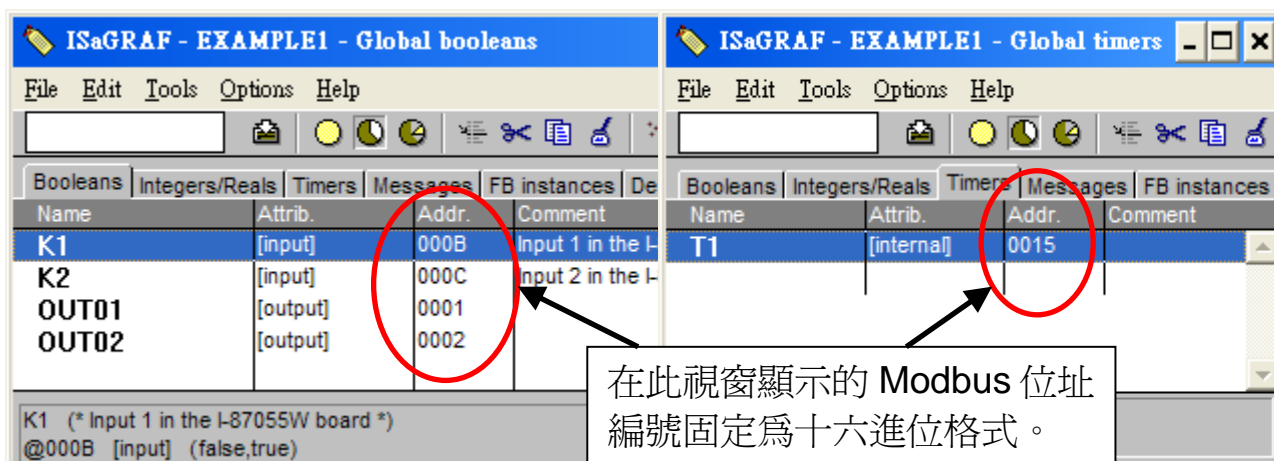 ISaGRAF - EXAMPLE1 - Global booleans
File Edit Tools Options Help
Booleans Integers/Reals Timers Messages FB instances De
Name Attrib. Addr. Comment
K1 [input] 000B Input 1 in the I-
K2 [input] 000C Input 2 in the I-
OUT01 [output] 0001
OUT02 [output] 0002
K1 (* Input 1 in the I-87055W board *)
@000B [input] (false,true)
ISaGRAF - EXAMPLE1 - Global timers
File Edit Tools Options Help
Booleans Integers/Reals Timers Messages FB instances
Name Attrib. Addr. Comment
T1 [internal] 0015
在此視窗顯示的 Modbus 位址
編號固定為十六進位格式。